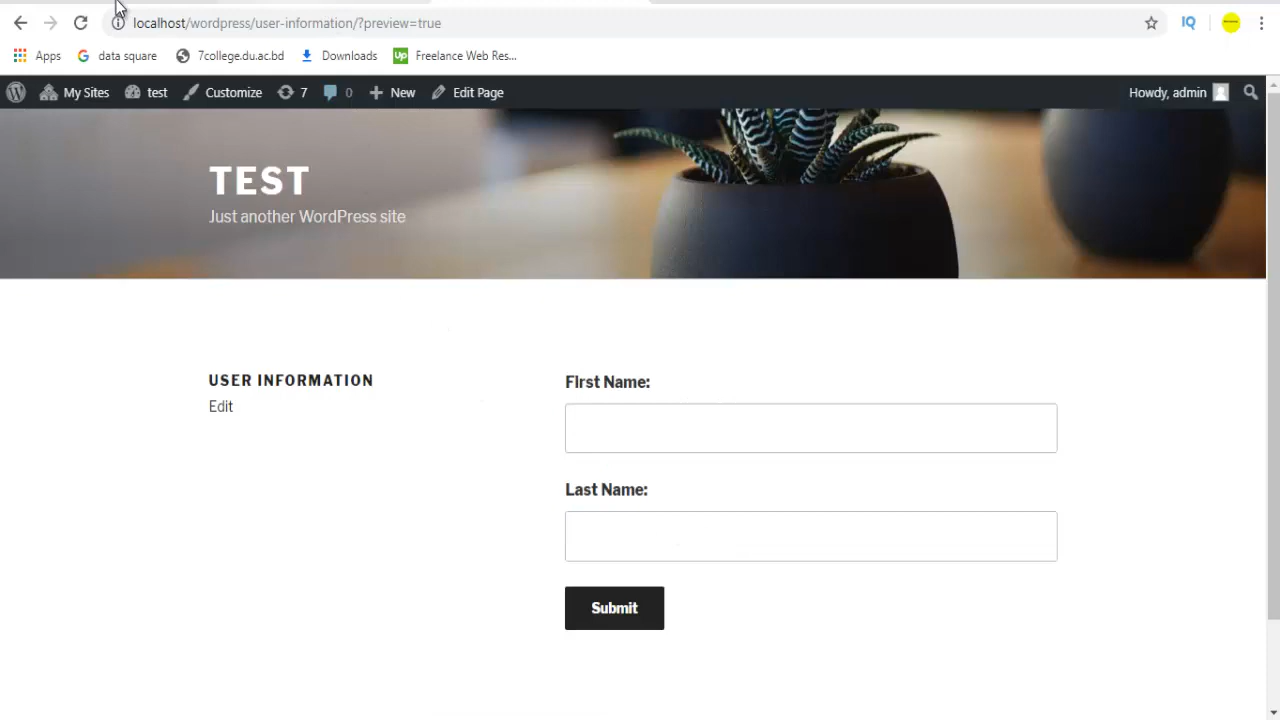 localhost/wordpress/user-information/?preview=true
IQ
Apps data square 7college.du.ac.bd Downloads Up Freelance Web Res...
My Sites test Customize 7 0 New Edit Page Howdy, admin
TEST
Just another WordPress site
USER INFORMATION
Edit
First Name:
Last Name:
Submit